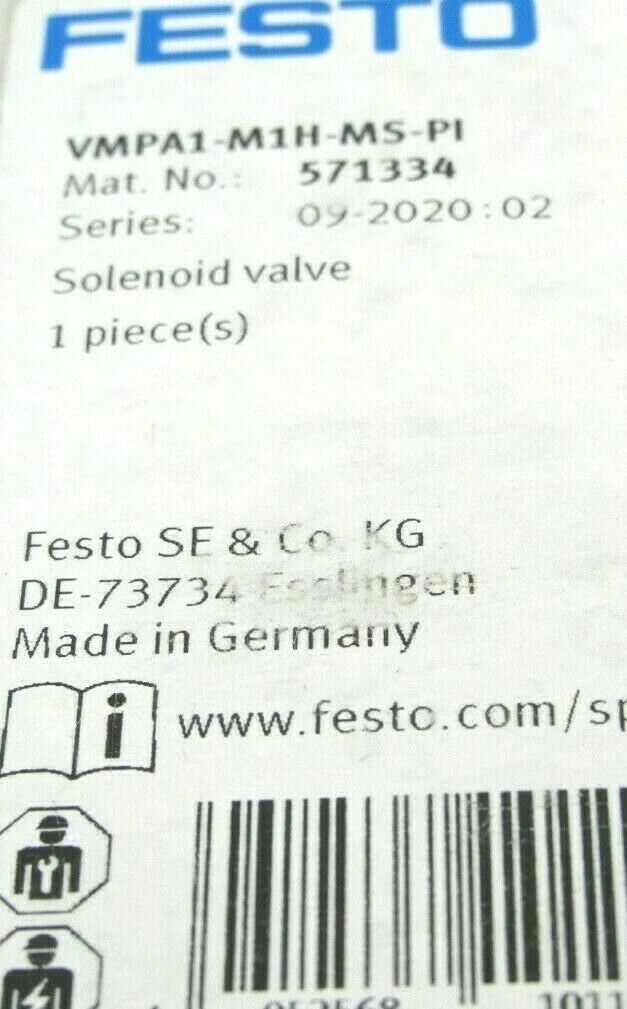 FESTO
VMPA1-M1H-MS-PI
Mat. No.: 571334
Series: 09-2020:02
Solenoid valve
1 piece(s)
Festo SE & Co. KG
DE-73734 Esslingen
Made in Germany
www.festo.com/sp